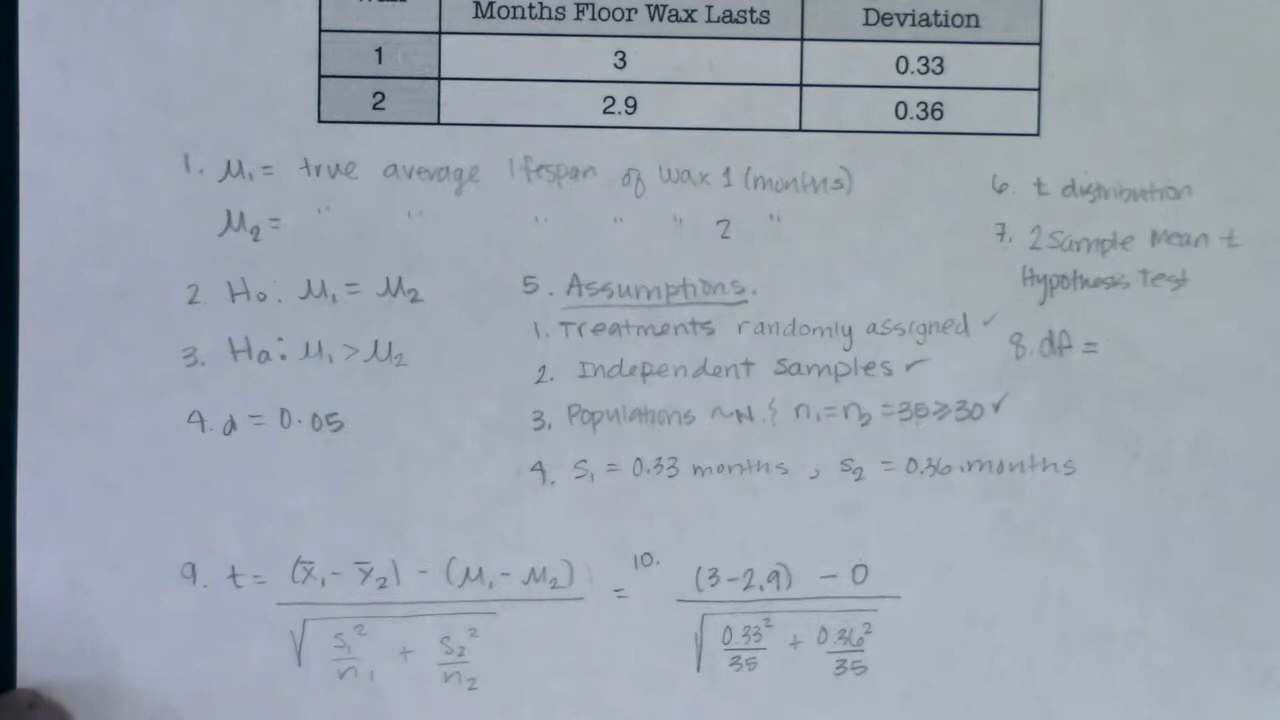 Months Floor Wax Lasts Deviation
1 3 0.33
2 2.9 0.36
1. μ₁ = true average lifespan of wax 1 (months)
μ₂ = " " " " " 2 "
2. H₀: μ₁ = μ₂
3. Ha: μ₁ > μ₂
4. α = 0.05
5. Assumptions.
1. Treatments randomly assigned ✓
2. Independent samples ✓
3. Populations ~N. { n₁=n₂=35≥30 ✓
4. s₁ = 0.33 months, s₂ = 0.36 months
6. t distribution
7. 2 Sample Mean t
Hypothesis Test
8. df =
9. t = (x̄₁ - x̄₂) - (μ₁ - μ₂) / √(s₁²/n₁ + s₂²/n₂) = 10. (3-2.9) - 0 / √(0.33²/35 + 0.36²/35)